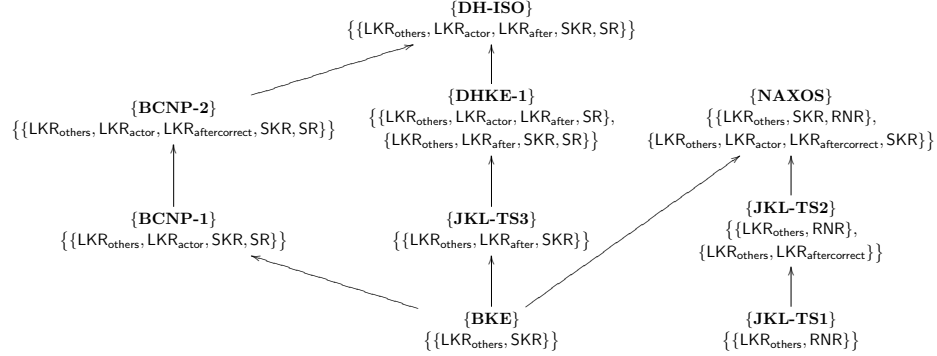 {DH-ISO}
{{LKR_others, LKR_actor, LKR_after, SKR, SR}}
{BCNP-2}
{{LKR_others, LKR_actor, LKR_aftercorrect, SKR, SR}}
{DHKE-1}
{{LKR_others, LKR_actor, LKR_after, SR},
{LKR_others, LKR_after, SKR, SR}}
{NAXOS}
{{LKR_others, SKR, RNR},
{LKR_others, LKR_actor, LKR_aftercorrect, SKR}}
{BCNP-1}
{{LKR_others, LKR_actor, SKR, SR}}
{JKL-TS3}
{{LKR_others, LKR_after, SKR}}
{JKL-TS2}
{{LKR_others, RNR},
{LKR_others, LKR_aftercorrect}}
{BKE}
{{LKR_others, SKR}}
{JKL-TS1}
{{LKR_others, RNR}}